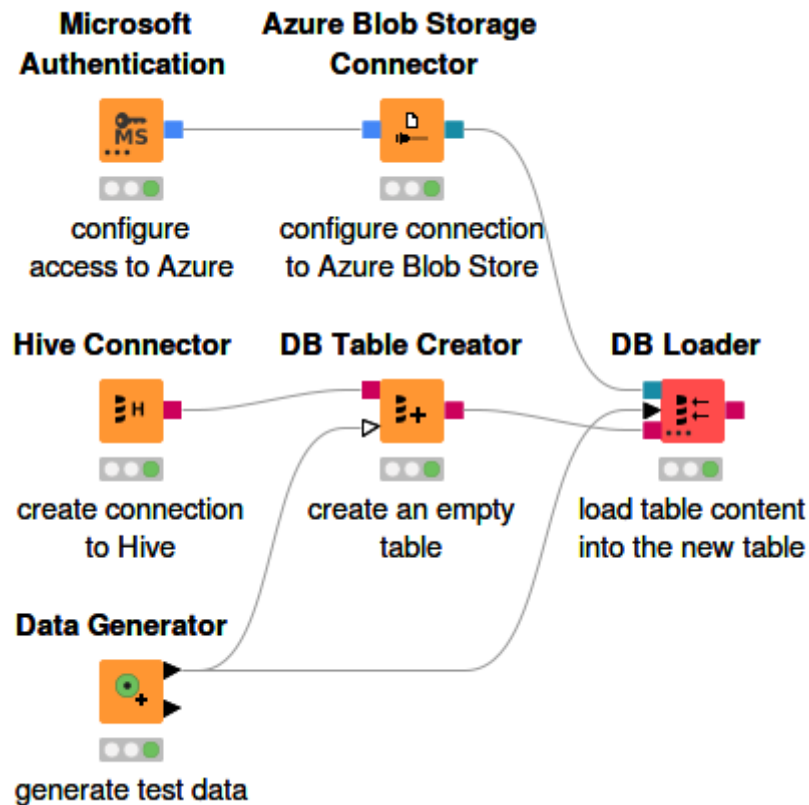 Microsoft
Authentication
Azure Blob Storage
Connector
MS
configure
access to Azure
configure connection
to Azure Blob Store
Hive Connector
DB Table Creator
DB Loader
H
create connection
to Hive
create an empty
table
load table content
into the new table
Data Generator
generate test data